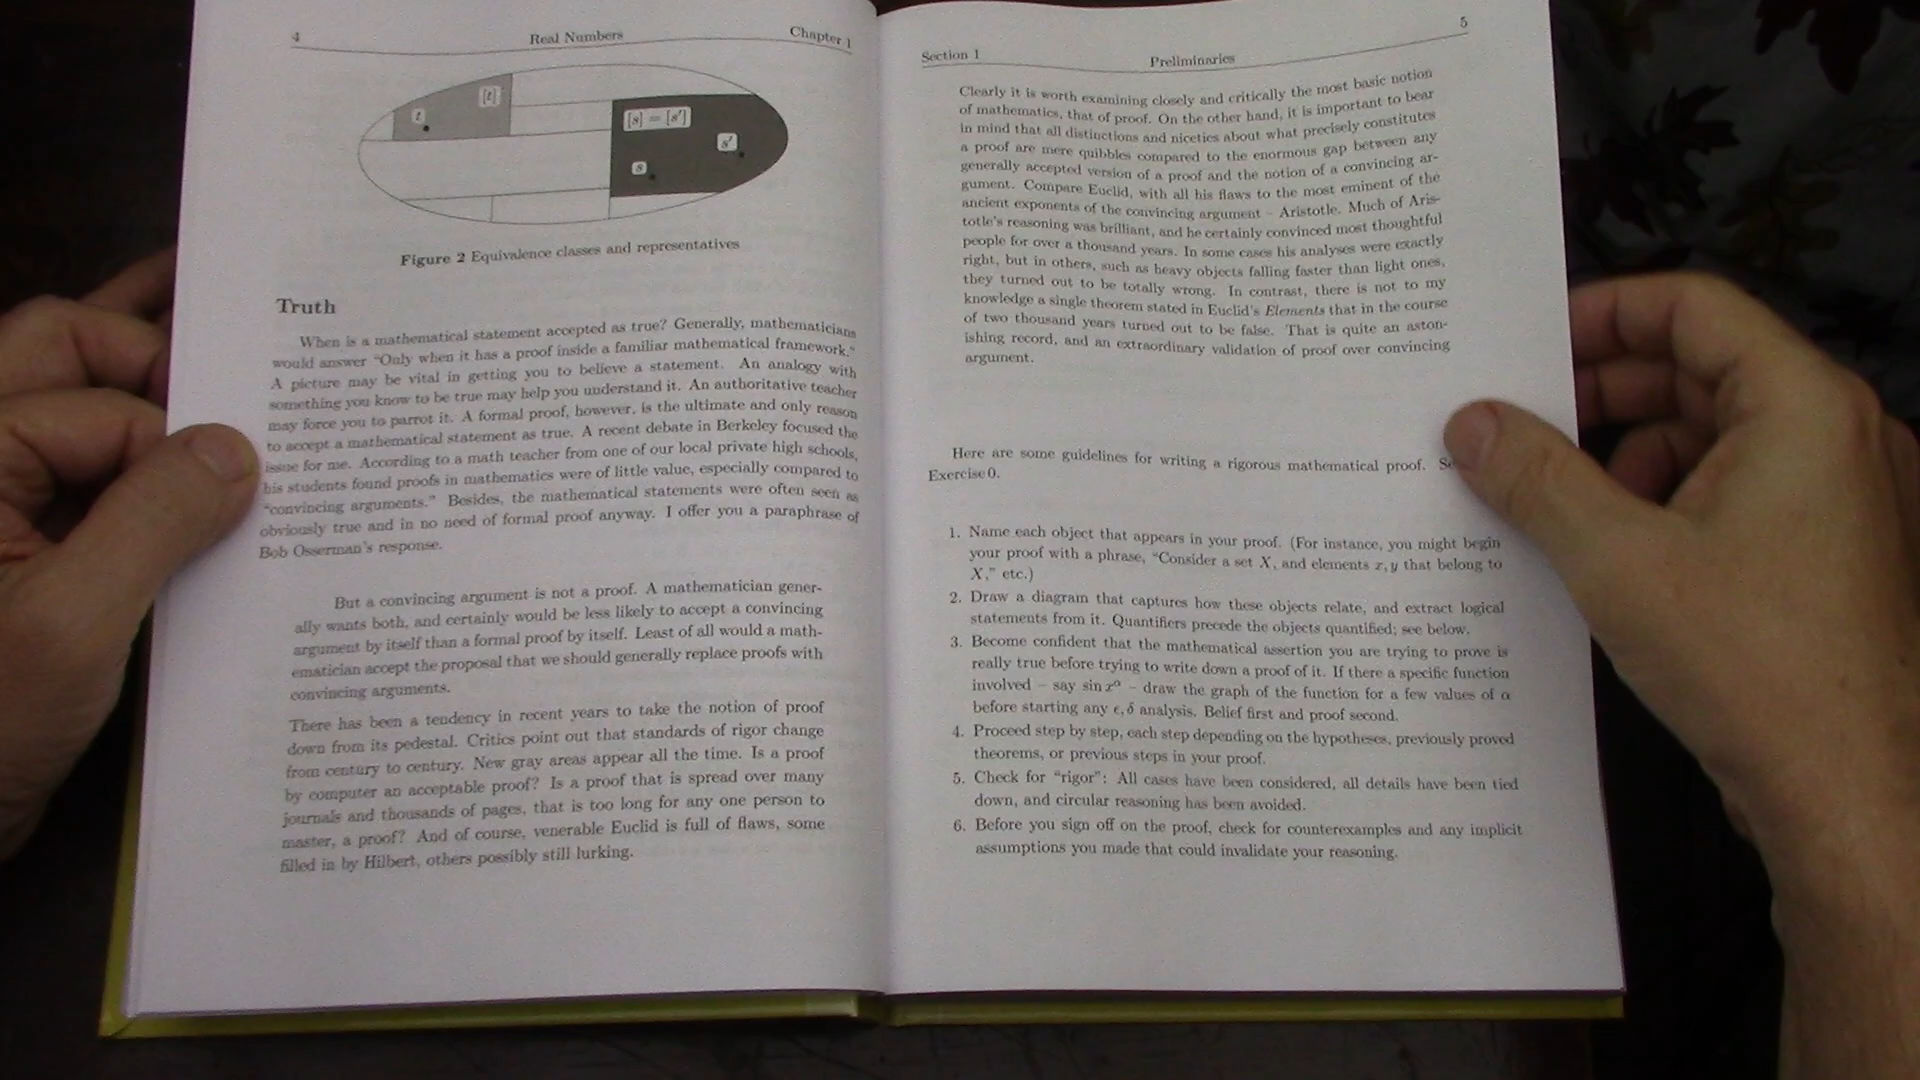 4 Real Numbers Chapter 1
t
[t]
[s] = [s′]
s′
s
Figure 2 Equivalence classes and representatives
Truth
When is a mathematical statement accepted as true? Generally, mathematicians
would answer “Only when it has a proof inside a familiar mathematical framework.”
A picture may be vital in getting you to believe a statement. An analogy with
something you know to be true may help you understand it. An authoritative teacher
may force you to parrot it. A formal proof, however, is the ultimate and only reason
to accept a mathematical statement as true. A recent debate in Berkeley focused the
issue for me. According to a math teacher from one of our local private high schools,
his students found proofs in mathematics were of little value, especially compared to
“convincing arguments.” Besides, the mathematical statements were often seen as
obviously true and in no need of formal proof anyway. I offer you a paraphrase of
Bob Osserman’s response.
But a convincing argument is not a proof. A mathematician gener-
ally wants both, and certainly would be less likely to accept a convincing
argument by itself than a formal proof by itself. Least of all would a math-
ematician accept the proposal that we should generally replace proofs with
convincing arguments.
There has been a tendency in recent years to take the notion of proof
down from its pedestal. Critics point out that standards of rigor change
from century to century. New gray areas appear all the time. Is a proof
by computer an acceptable proof? Is a proof that is spread over many
journals and thousands of pages, that is too long for any one person to
master, a proof? And of course, venerable Euclid is full of flaws, some
filled in by Hilbert, others possibly still lurking.
Section 1 Preliminaries 5
Clearly it is worth examining closely and critically the most basic notion
of mathematics, that of proof. On the other hand, it is important to bear
in mind that all distinctions and niceties about what precisely constitutes
a proof are mere quibbles compared to the enormous gap between any
generally accepted version of a proof and the notion of a convincing ar-
gument. Compare Euclid, with all his flaws to the most eminent of the
ancient exponents of the convincing argument – Aristotle. Much of Aris-
totle’s reasoning was brilliant, and he certainly convinced most thoughtful
people for over a thousand years. In some cases his analyses were exactly
right, but in others, such as heavy objects falling faster than light ones,
they turned out to be totally wrong. In contrast, there is not to my
knowledge a single theorem stated in Euclid’s Elements that in the course
of two thousand years turned out to be false. That is quite an aston-
ishing record, and an extraordinary validation of proof over convincing
argument.
Here are some guidelines for writing a rigorous mathematical proof.
Exercise 0.
1. Name each object that appears in your proof. (For instance, you might begin
your proof with a phrase, “Consider a set X, and elements x, y that belong to
X,” etc.)
2. Draw a diagram that captures how these objects relate, and extract logical
statements from it. Quantifiers precede the objects quantified; see below.
3. Become confident that the mathematical assertion you are trying to prove is
really true before trying to write down a proof of it. If there a specific function
involved – say sin xᵅ – draw the graph of the function for a few values of α
before starting any ϵ, δ analysis. Belief first and proof second.
4. Proceed step by step, each step depending on the hypotheses, previously proved
theorems, or previous steps in your proof.
5. Check for “rigor”: All cases have been considered, all details have been tied
down, and circular reasoning has been avoided.
6. Before you sign off on the proof, check for counterexamples and any implicit
assumptions you made that could invalidate your reasoning.